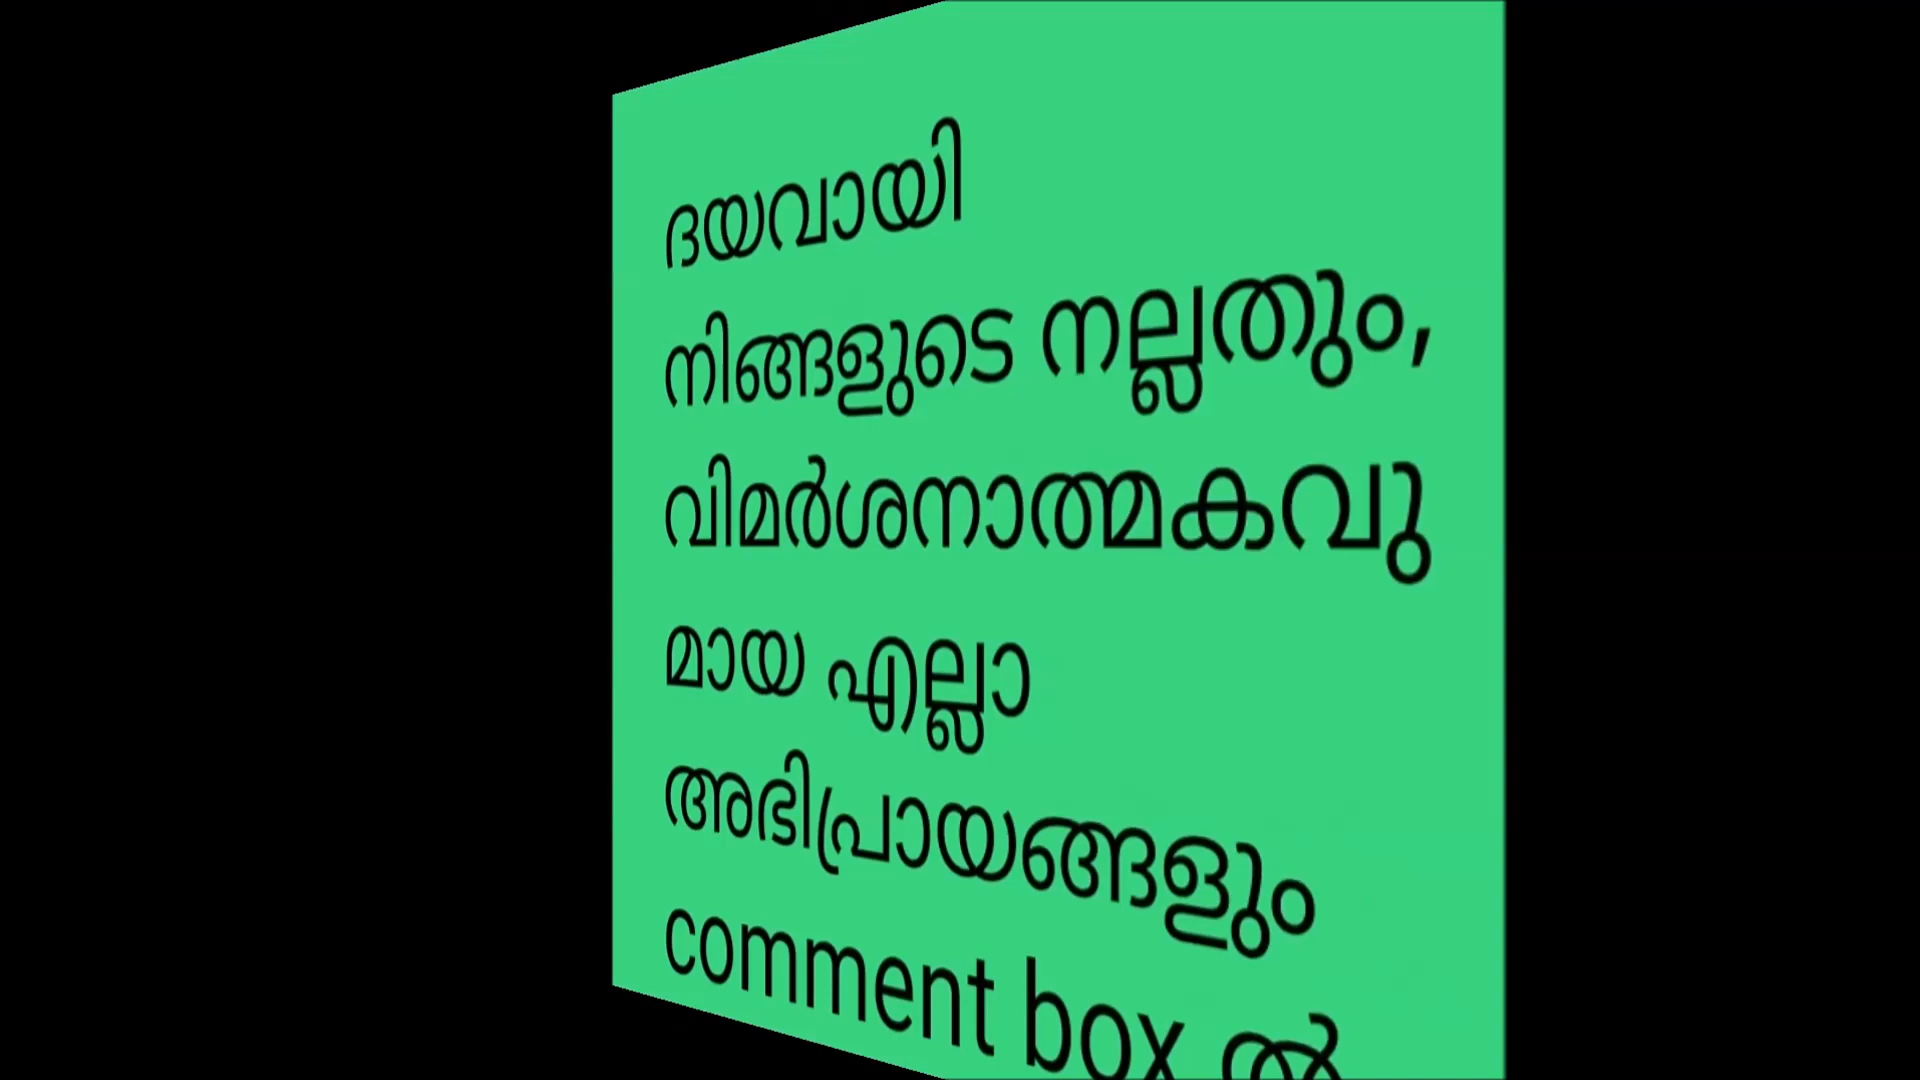 ദയവായി
നിങ്ങളുടെ നല്ലതും,
വിമർശനാത്മകവു
മായ എല്ലാ
അഭിപ്രായങ്ങളും
comment box ൽ